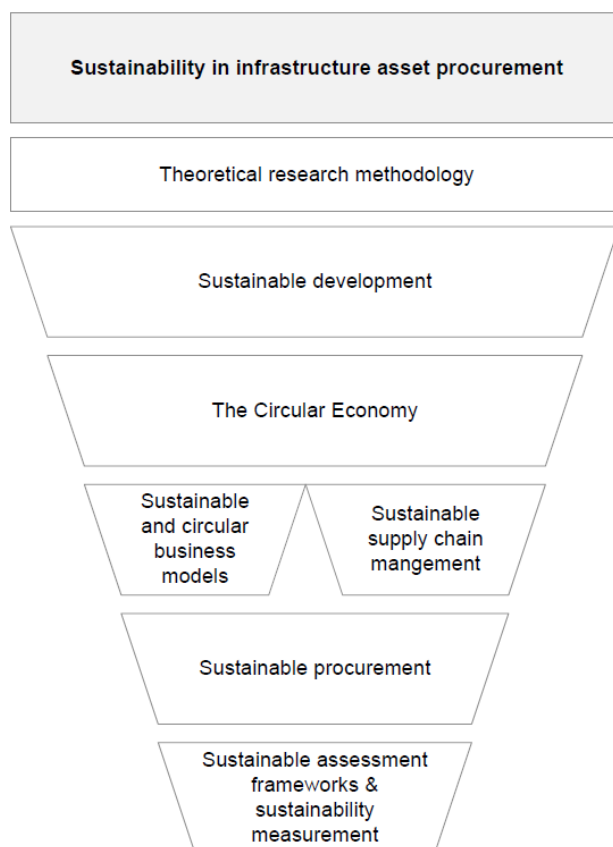 Sustainability in infrastructure asset procurement
Theoretical research methodology
Sustainable development
The Circular Economy
Sustainable
and circular
business
models
Sustainable
supply chain
mangement
Sustainable procurement
Sustainable assessment
frameworks &
sustainability
measurement